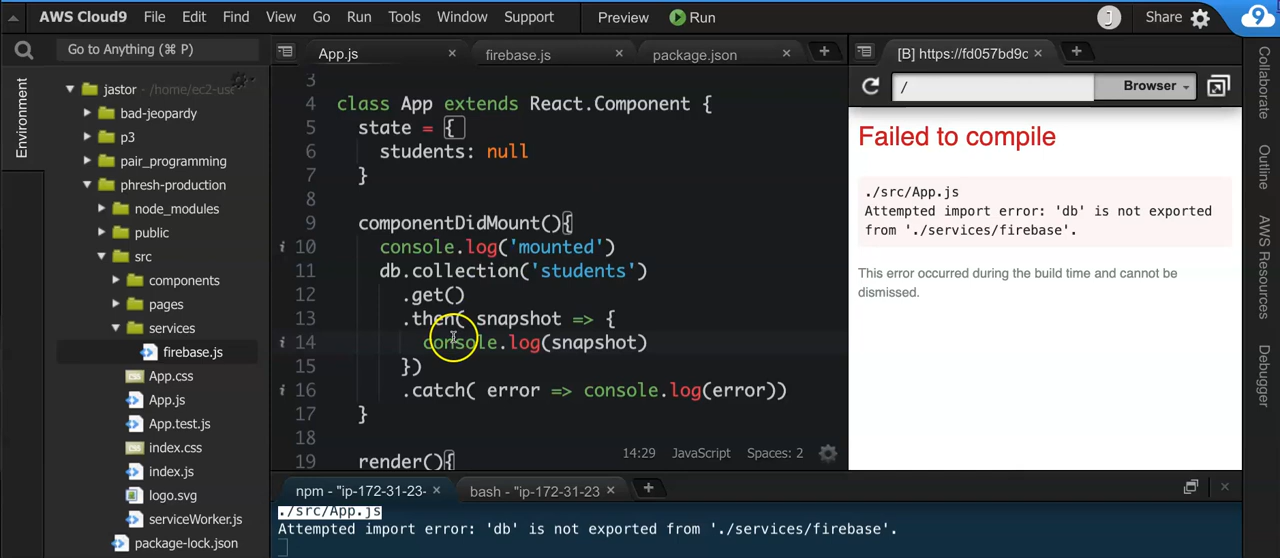 AWS Cloud9 File Edit Find View Go Run Tools Window Support Preview Run J Share 9
Go to Anything (⌘ P)
App.js firebase.js package.json
[B] https://fd057bd9c
/ Browser
Environment
jastor - /home/ec2-use
bad-jeopardy
p3
pair_programming
phresh-production
node_modules
public
src
components
pages
services
firebase.js
App.css
App.js
App.test.js
index.css
index.js
logo.svg
serviceWorker.js
package-lock.json
3
4 class App extends React.Component {
5 state = {
6 students: null
7 }
8
9 componentDidMount(){
10 console.log('mounted')
11 db.collection('students')
12 .get()
13 .then( snapshot => {
14 console.log(snapshot)
15 })
16 .catch( error => console.log(error))
17 }
18
19 render(){
14:29 JavaScript Spaces: 2
Failed to compile
./src/App.js
Attempted import error: 'db' is not exported
from './services/firebase'.
This error occurred during the build time and cannot be
dismissed.
Collaborate
Outline
AWS Resources
Debugger
npm - "ip-172-31-23- bash - "ip-172-31-23
./src/App.js
Attempted import error: 'db' is not exported from './services/firebase'.